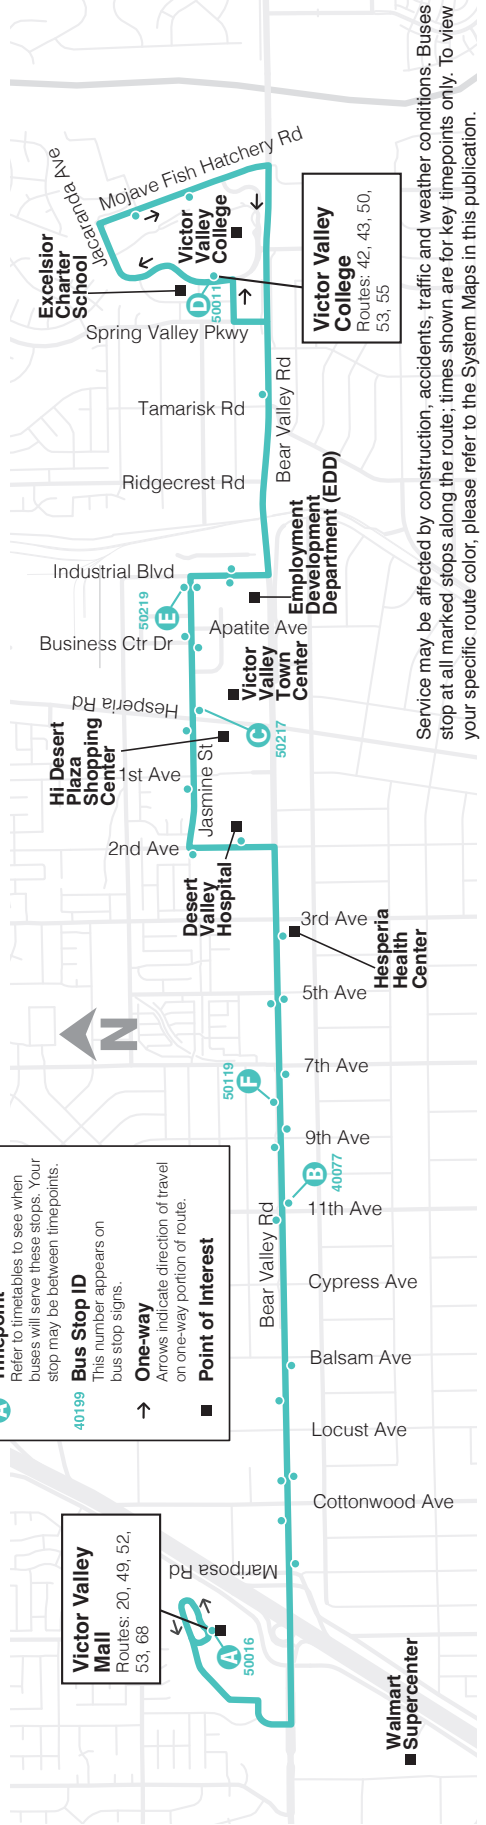 Timepoint
A
Refer to timetables to see when
buses will serve these stops. Your
stop may be between timepoints.
40199
Bus Stop ID
This number appears on
bus stop signs.
One-way
Arrows indicate direction of travel
on one-way portion of route.
Point of Interest
N
Victor Valley
Mall
Routes: 20, 49, 52,
53, 68
A
50016
Mariposa Rd
Walmart
Supercenter
Cottonwood Ave
Locust Ave
Balsam Ave
Cypress Ave
Bear Valley Rd
11th Ave
B
40077
9th Ave
F
50119
7th Ave
5th Ave
3rd Ave
Hesperia
Health
Center
Desert
Valley
Hospital
2nd Ave
Jasmine St
1st Ave
Hi Desert
Plaza
Shopping
Center
Hesperia Rd
C
50217
Victor
Valley
Town
Center
Business Ctr Dr
Apatite Ave
E
50219
Industrial Blvd
Employment
Development
Department (EDD)
Ridgecrest Rd
Bear Valley Rd
Tamarisk Rd
Spring Valley Pkwy
D
50011
Excelsior
Charter
School
Victor
Valley
College
Jacaranda Ave
Mojave Fish Hatchery Rd
Victor Valley
College
Routes: 42, 43, 50,
53, 55
Service may be affected by construction, accidents, traffic and weather conditions. Buses
stop at all marked stops along the route; times shown are for key timepoints only. To view
your specific route color, please refer to the System Maps in this publication.